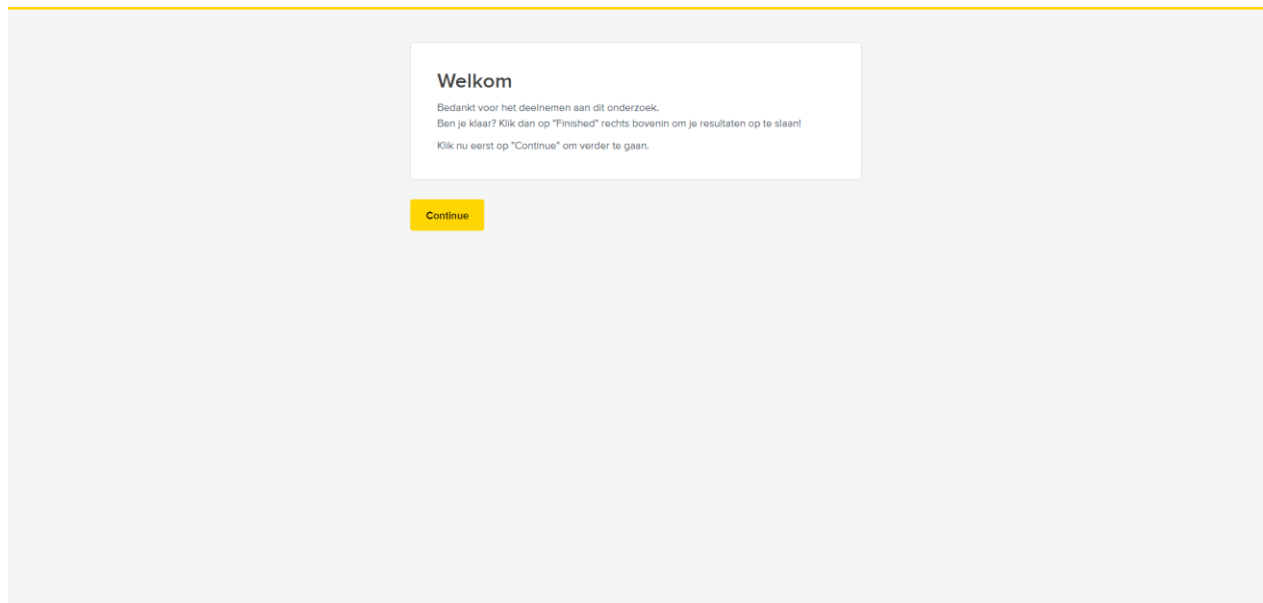 Welkom
Bedankt voor het deelnemen aan dit onderzoek.
Ben je klaar? Klik dan op "Finished" rechts bovenin om je resultaten op te slaan!
Klik nu eerst op "Continue" om verder te gaan.
Continue